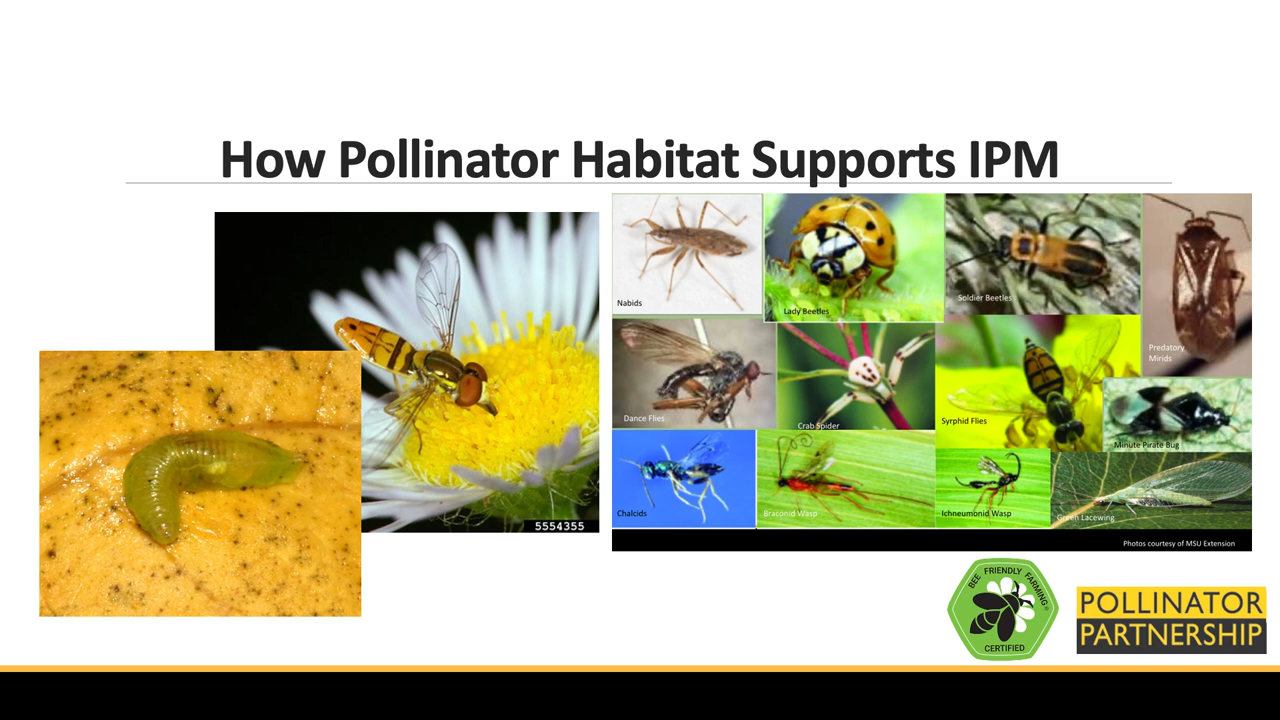 How Pollinator Habitat Supports IPM
Nabids
Lady Beetles
Soldier Beetles
Predatory
Mirids
Dance Flies
Crab Spider
Syrphid Flies
Minute Pirate Bug
Chalcids
Braconid Wasp
Ichneumonid Wasp
Green Lacewing
Photos courtesy of MSU Extension
5554355
BEE FRIENDLY FARMING®
CERTIFIED
POLLINATOR
PARTNERSHIP